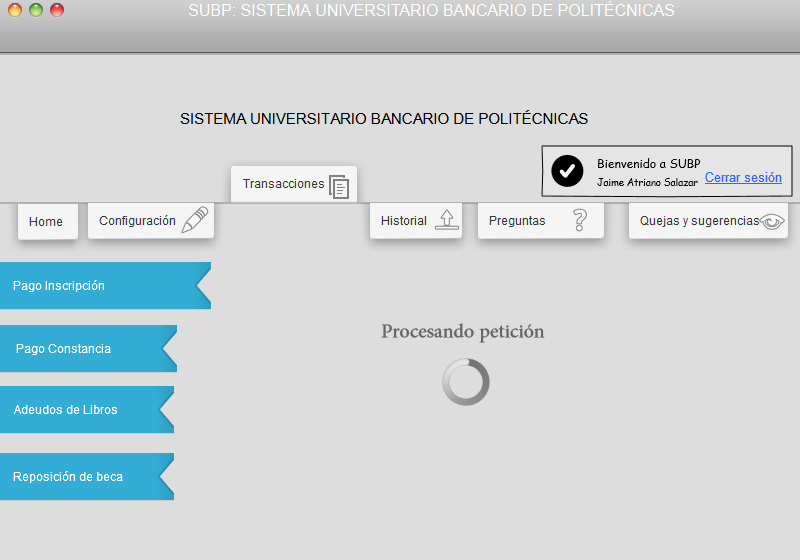 SUBP: SISTEMA UNIVERSITARIO BANCARIO DE POLITÉCNICAS
SISTEMA UNIVERSITARIO BANCARIO DE POLITÉCNICAS
Bienvenido a SUBP
Jaime Atriano Salazar
Cerrar sesión
Transacciones
Home
Configuración
Historial
Preguntas
Quejas y sugerencias
Pago Inscripción
Pago Constancia
Adeudos de Libros
Reposición de beca
Procesando petición